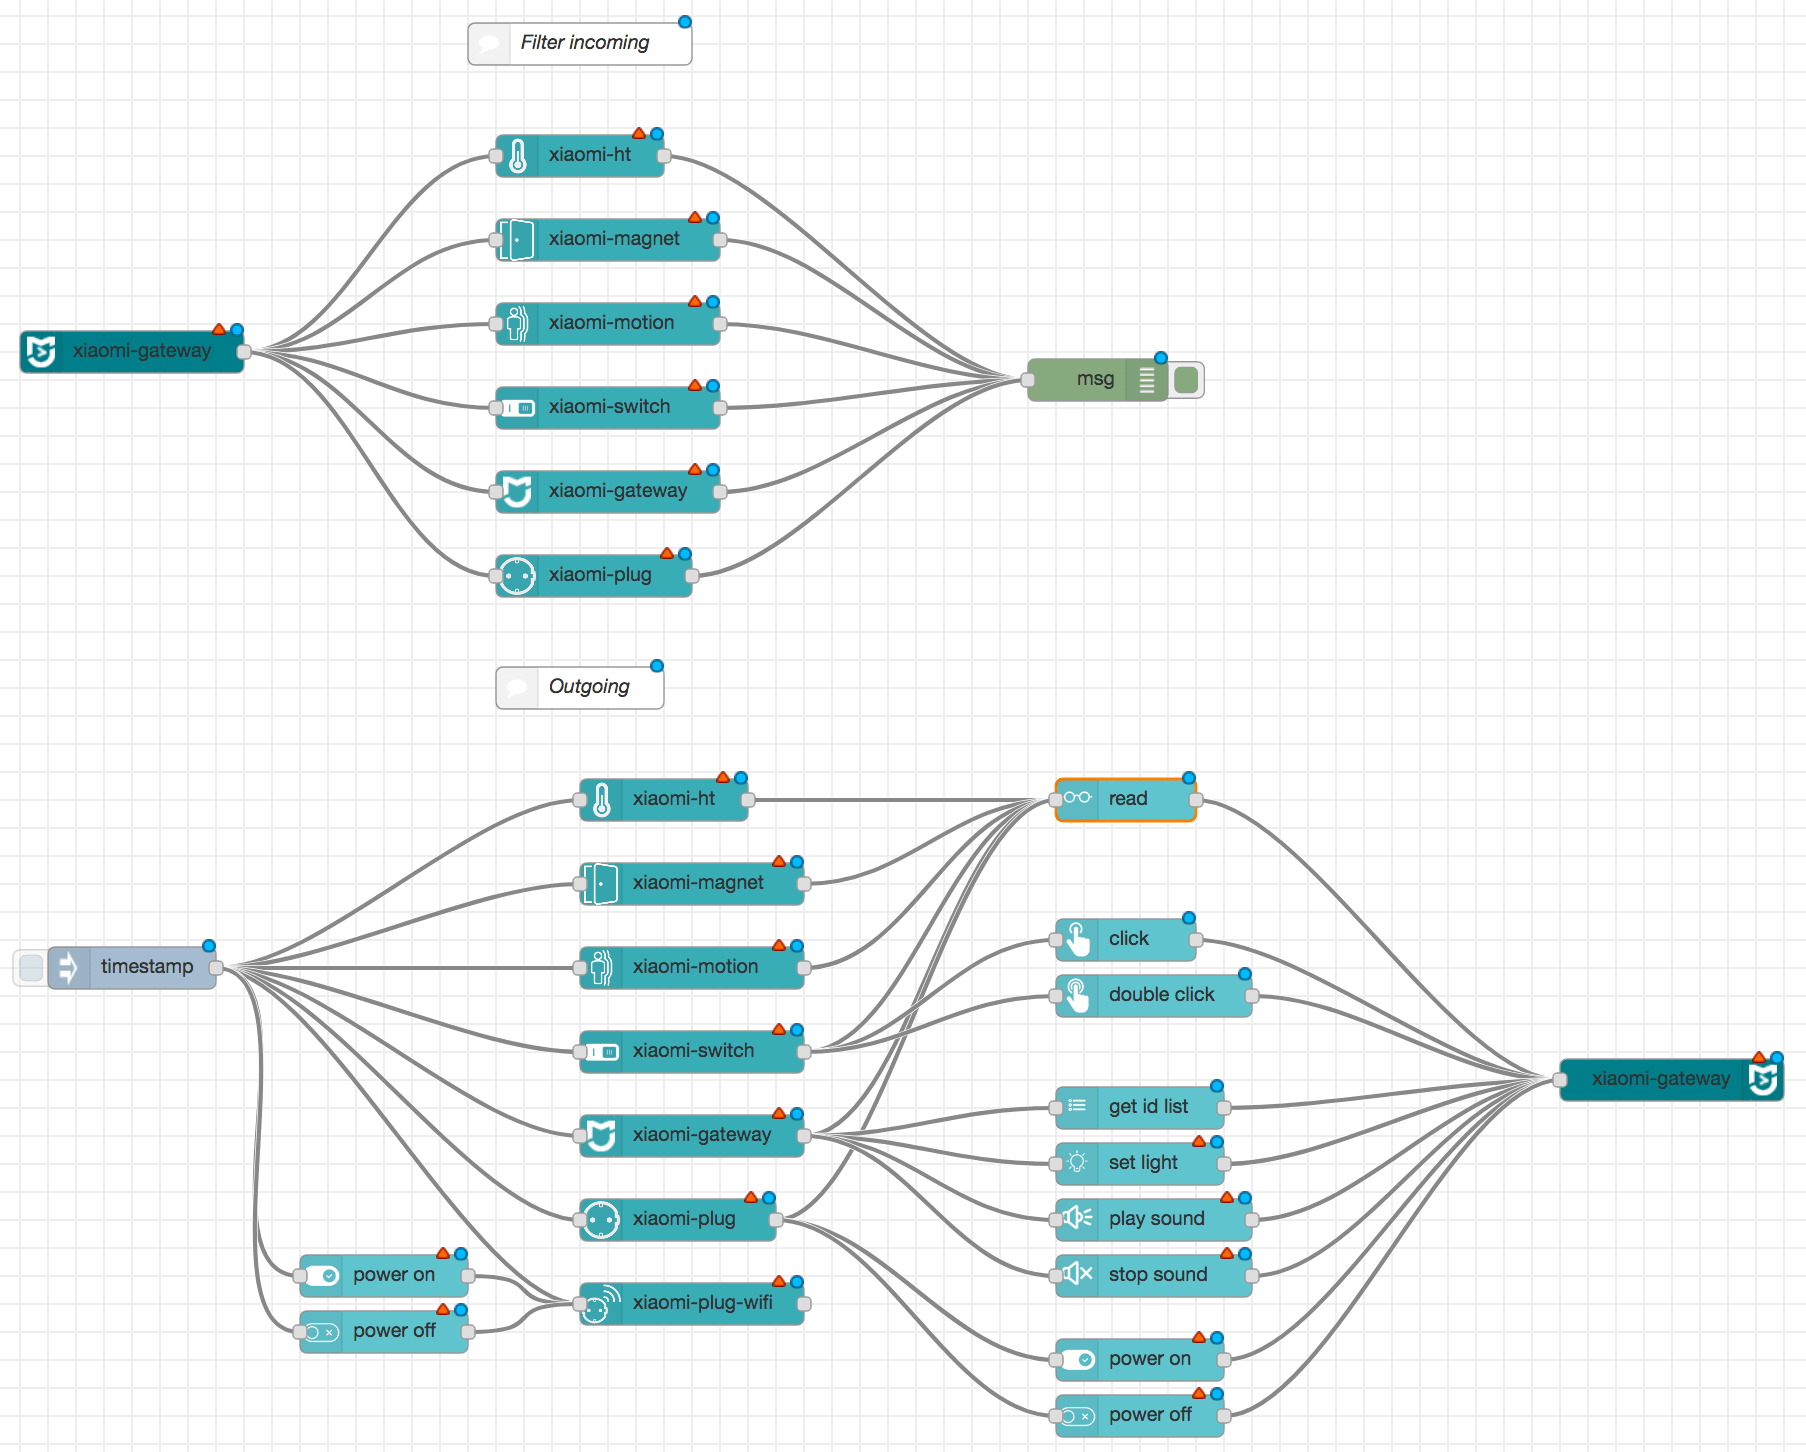 Filter incoming
xiaomi-ht
xiaomi-magnet
xiaomi-motion
xiaomi-gateway
msg
xiaomi-switch
xiaomi-gateway
xiaomi-plug
Outgoing
xiaomi-ht
read
xiaomi-magnet
click
timestamp
xiaomi-motion
double click
xiaomi-switch
xiaomi-gateway
get id list
xiaomi-gateway
set light
xiaomi-plug
play sound
power on
stop sound
xiaomi-plug-wifi
power off
power on
power off